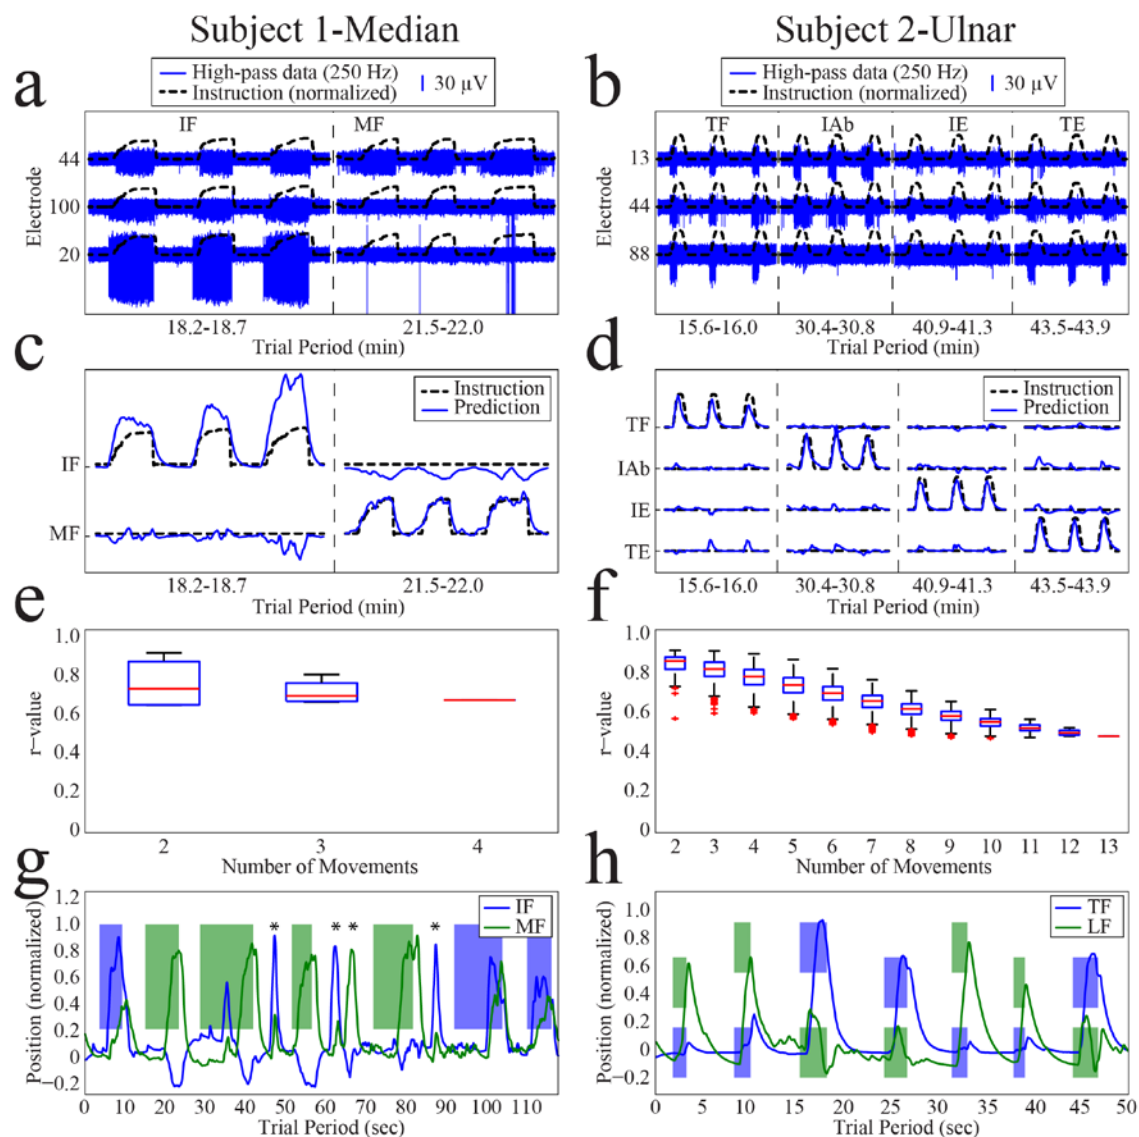 Subject 1-Median
Subject 2-Ulnar
a
High-pass data (250 Hz)
Instruction (normalized)
30 µV
IF
MF
Electrode
44
100
20
18.2-18.7
21.5-22.0
Trial Period (min)
b
High-pass data (250 Hz)
Instruction (normalized)
30 µV
TF
IAb
IE
TE
Electrode
13
44
88
15.6-16.0
30.4-30.8
40.9-41.3
43.5-43.9
Trial Period (min)
c
Instruction
Prediction
IF
MF
18.2-18.7
21.5-22.0
Trial Period (min)
d
Instruction
Prediction
TF
IAb
IE
TE
15.6-16.0
30.4-30.8
40.9-41.3
43.5-43.9
Trial Period (min)
e
r-value
1.0
0.8
0.6
0.4
0.2
0
2
3
4
Number of Movements
f
r-value
1.0
0.8
0.6
0.4
0.2
0
2 3 4 5 6 7 8 9 10 11 12 13
Number of Movements
g
IF
MF
* * * *
Position (normalized)
1.2
1.0
0.8
0.6
0.4
0.2
0
−0.2
0 10 20 30 40 50 60 70 80 90 100 110
Trial Period (sec)
h
TF
LF
Position (normalized)
1.0
0.8
0.6
0.4
0.2
0
−0.2
0 5 10 15 20 25 30 35 40 45 50
Trial Period (sec)